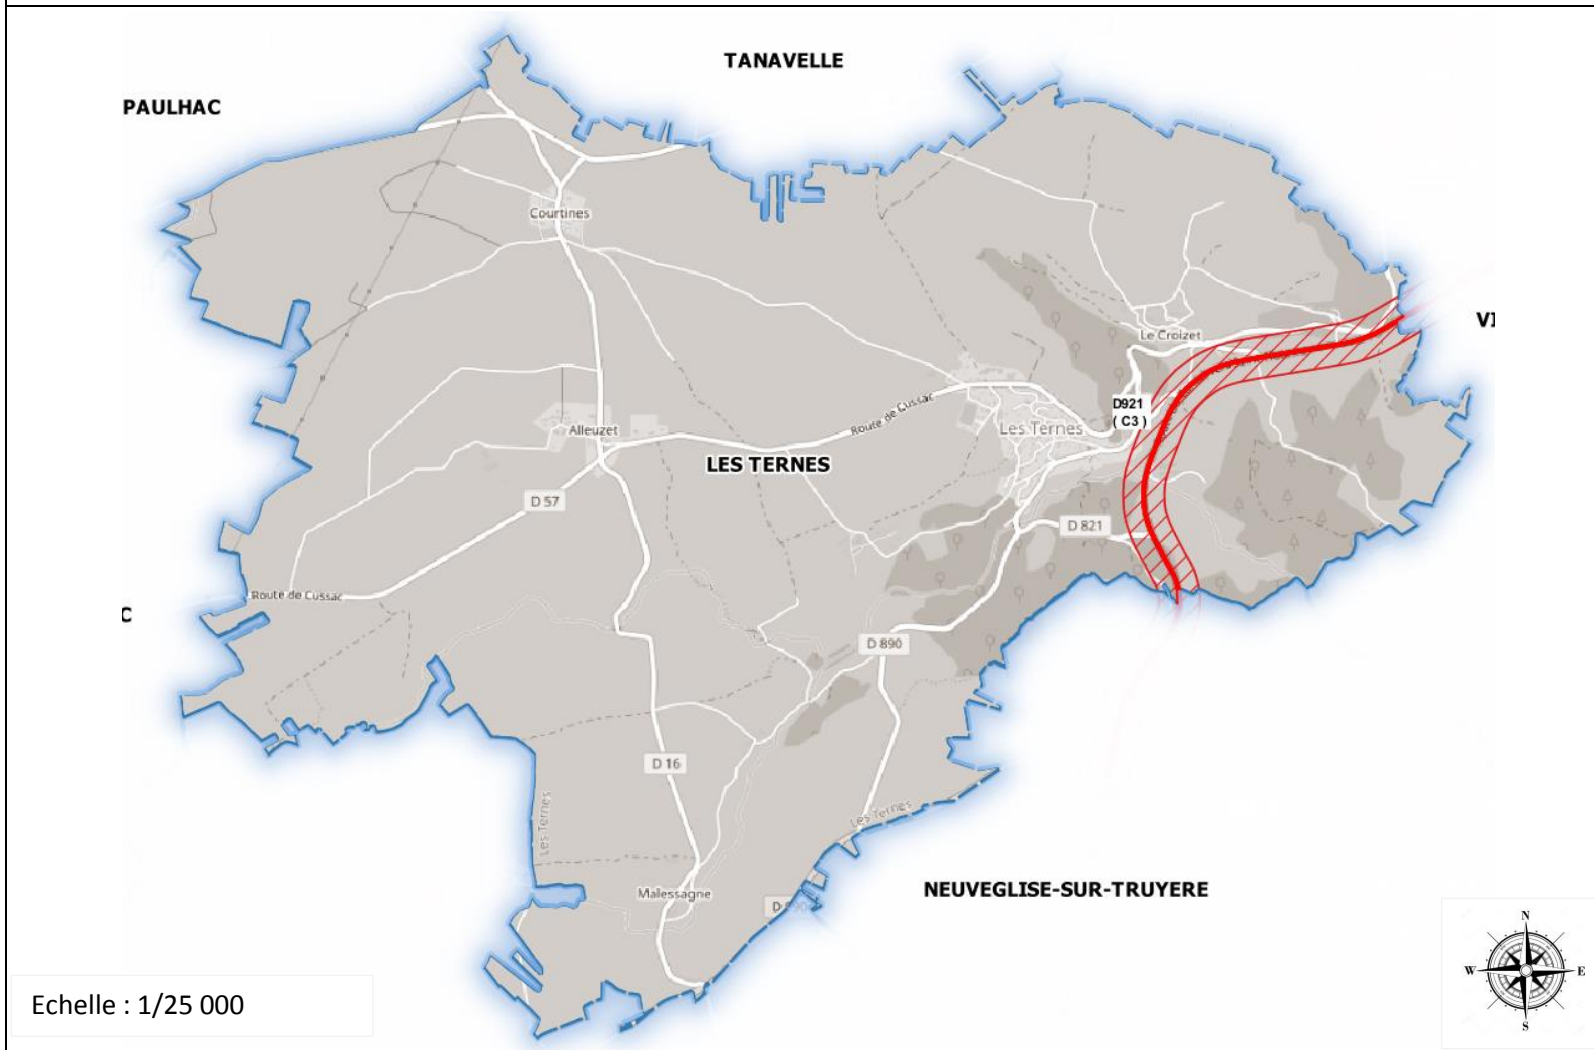 TANAVELLE
PAULHAC
Courtines
VI
Le Croizet
D921
( C3 )
Route de Cussac
Les Ternes
Alleuzet
LES TERNES
D 57
D 821
Route de Cussac
C
D 890
D 16
Les Ternes
Les Ternes
Mallessagne
NEUVEGLISE-SUR-TRUYERE
N
W
E
S
Echelle : 1/25 000